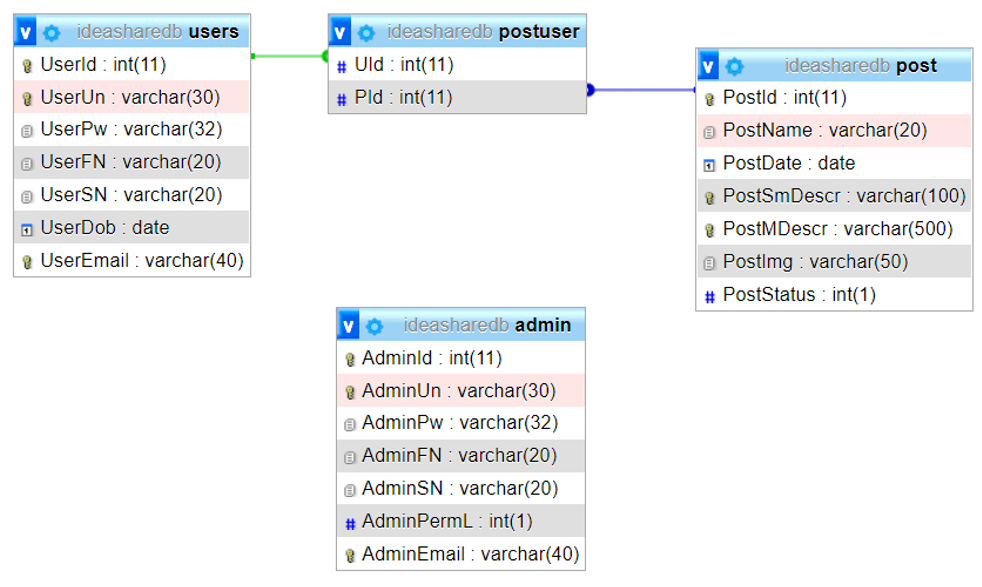 v ideasharedb users
UserId : int(11)
UserUn : varchar(30)
UserPw : varchar(32)
UserFN : varchar(20)
UserSN : varchar(20)
UserDob : date
UserEmail : varchar(40)
v ideasharedb postuser
UId : int(11)
PId : int(11)
v ideasharedb post
PostId : int(11)
PostName : varchar(20)
PostDate : date
PostSmDescr : varchar(100)
PostMDescr : varchar(500)
PostImg : varchar(50)
PostStatus : int(1)
v ideasharedb admin
AdminId : int(11)
AdminUn : varchar(30)
AdminPw : varchar(32)
AdminFN : varchar(20)
AdminSN : varchar(20)
AdminPermL : int(1)
AdminEmail : varchar(40)